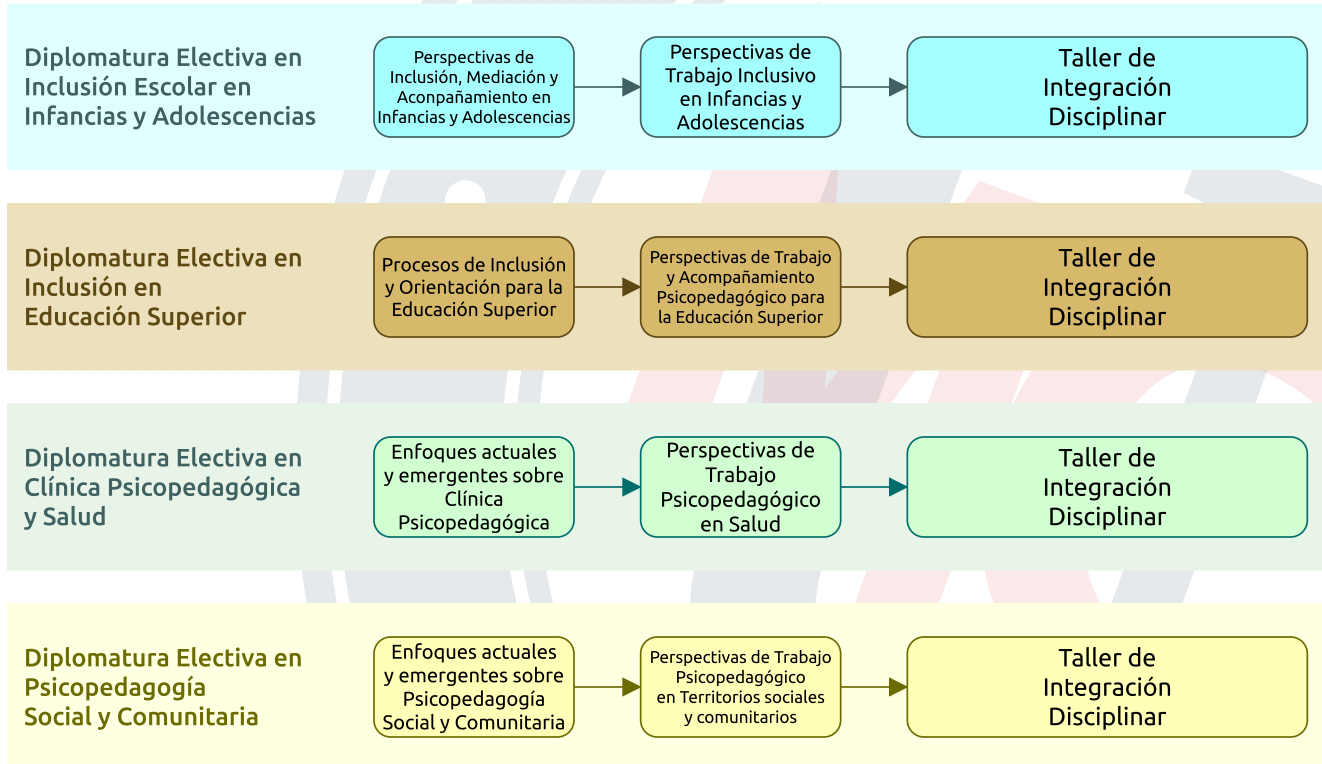 Diplomatura Electiva en
Inclusión Escolar en
Infancias y Adolescencias
Perspectivas de
Inclusión, Mediación y
Aconpañamiento en
Infancias y Adolescencias
Perspectivas de
Trabajo Inclusivo
en Infancias y
Adolescencias
Taller de
Integración
Disciplinar
Diplomatura Electiva en
Inclusión en
Educación Superior
Procesos de Inclusión
y Orientación para la
Educación Superior
Perspectivas de Trabajo
y Acompañamiento
Psicopedagógico para
la Educación Superior
Taller de
Integración
Disciplinar
Diplomatura Electiva en
Clínica Psicopedagógica
y Salud
Enfoques actuales
y emergentes sobre
Clínica
Psicopedagógica
Perspectivas de
Trabajo
Psicopedagógico
en Salud
Taller de
Integración
Disciplinar
Diplomatura Electiva en
Psicopedagogía
Social y Comunitaria
Enfoques actuales
y emergentes sobre
Psicopedagogía
Social y Comunitaria
Perspectivas de Trabajo
Psicopedagógico
en Territorios sociales
y comunitarios
Taller de
Integración
Disciplinar